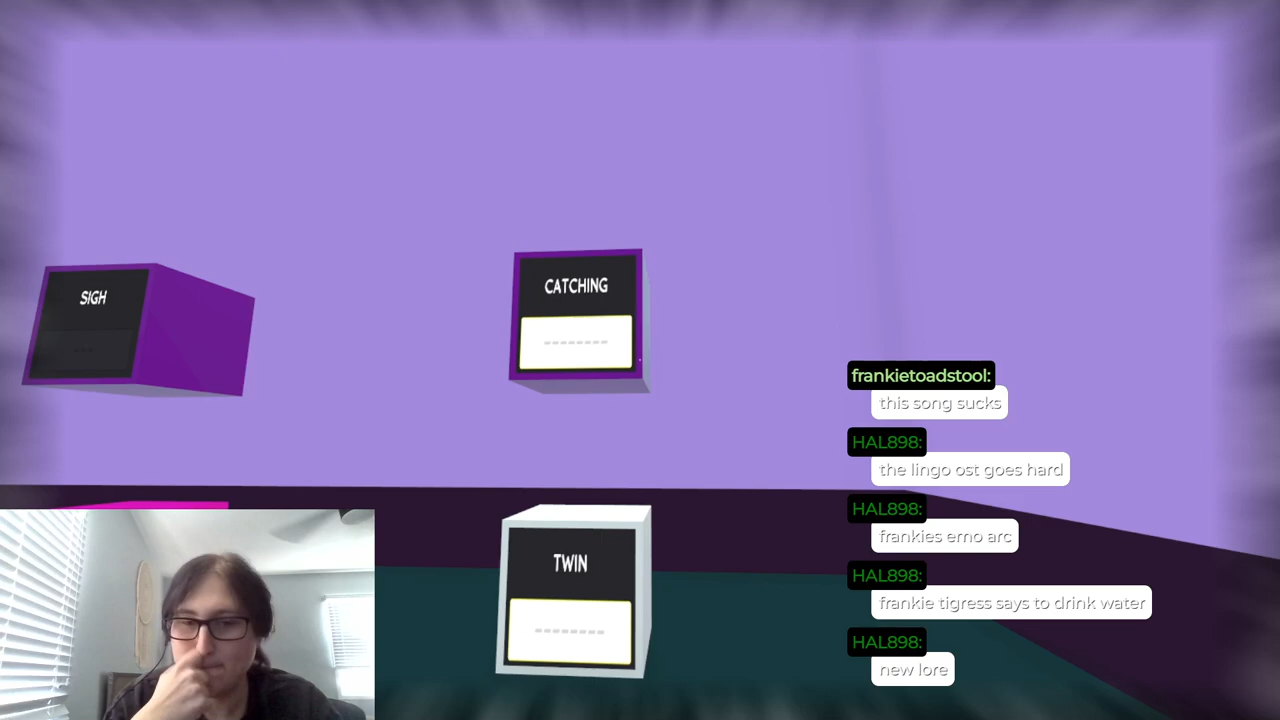 SIGH
---
CATCHING
--------
TWIN
--------
frankietoadstool:
this song sucks
HAL898:
the lingo ost goes hard
HAL898:
frankies emo arc
HAL898:
frankie tigress says to drink water
HAL898:
new lore